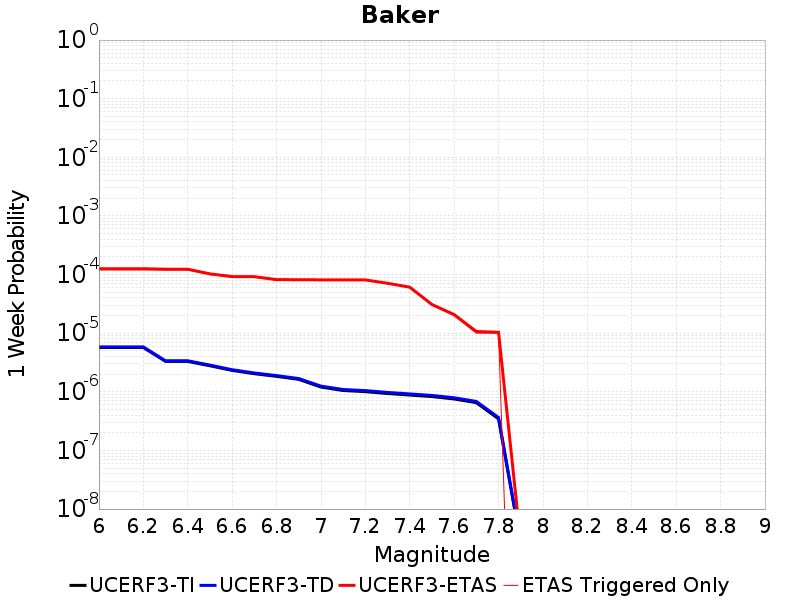 Baker
1 Week Probability
10^0
10^-1
10^-2
10^-3
10^-4
10^-5
10^-6
10^-7
10^-8
6 6.2 6.4 6.6 6.8 7 7.2 7.4 7.6 7.8 8 8.2 8.4 8.6 8.8 9
Magnitude
UCERF3-TI UCERF3-TD UCERF3-ETAS ETAS Triggered Only